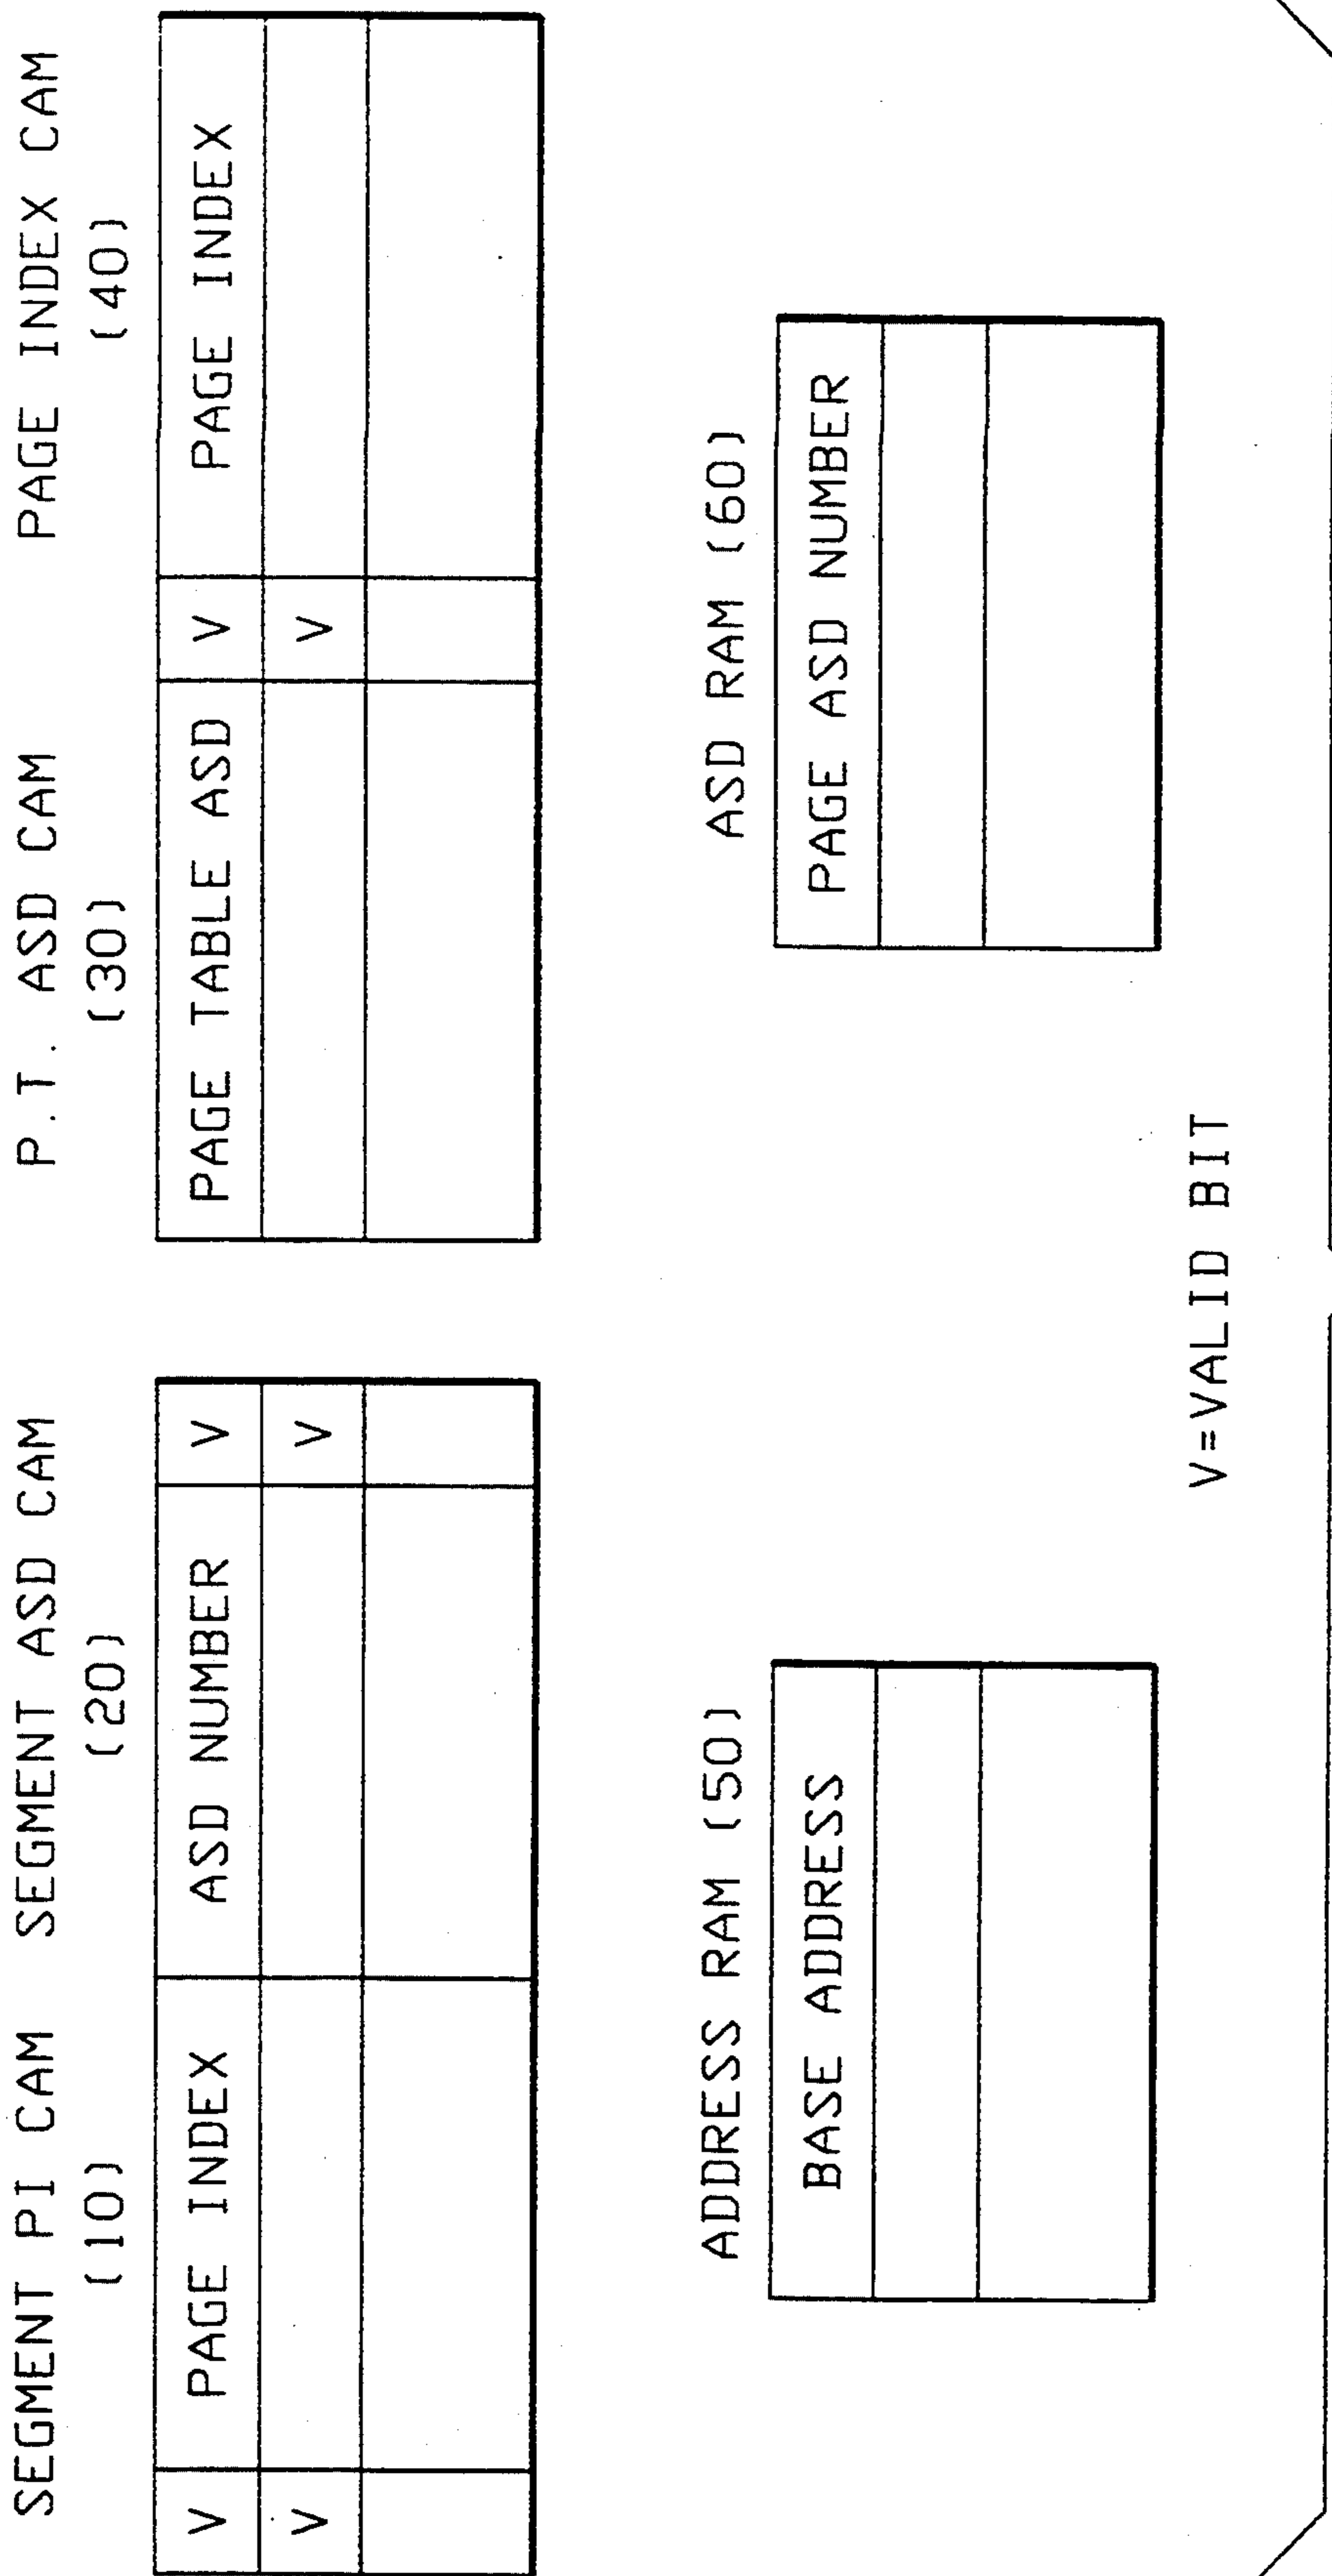 SEGMENT PI CAM SEGMENT ASD CAM P.T. ASD CAM PAGE INDEX CAM
(10) (20) (30) (40)
V PAGE INDEX ASD NUMBER V PAGE TABLE ASD V PAGE INDEX
V V V
ADDRESS RAM (50) ASD RAM (60)
BASE ADDRESS PAGE ASD NUMBER
V=VALID BIT